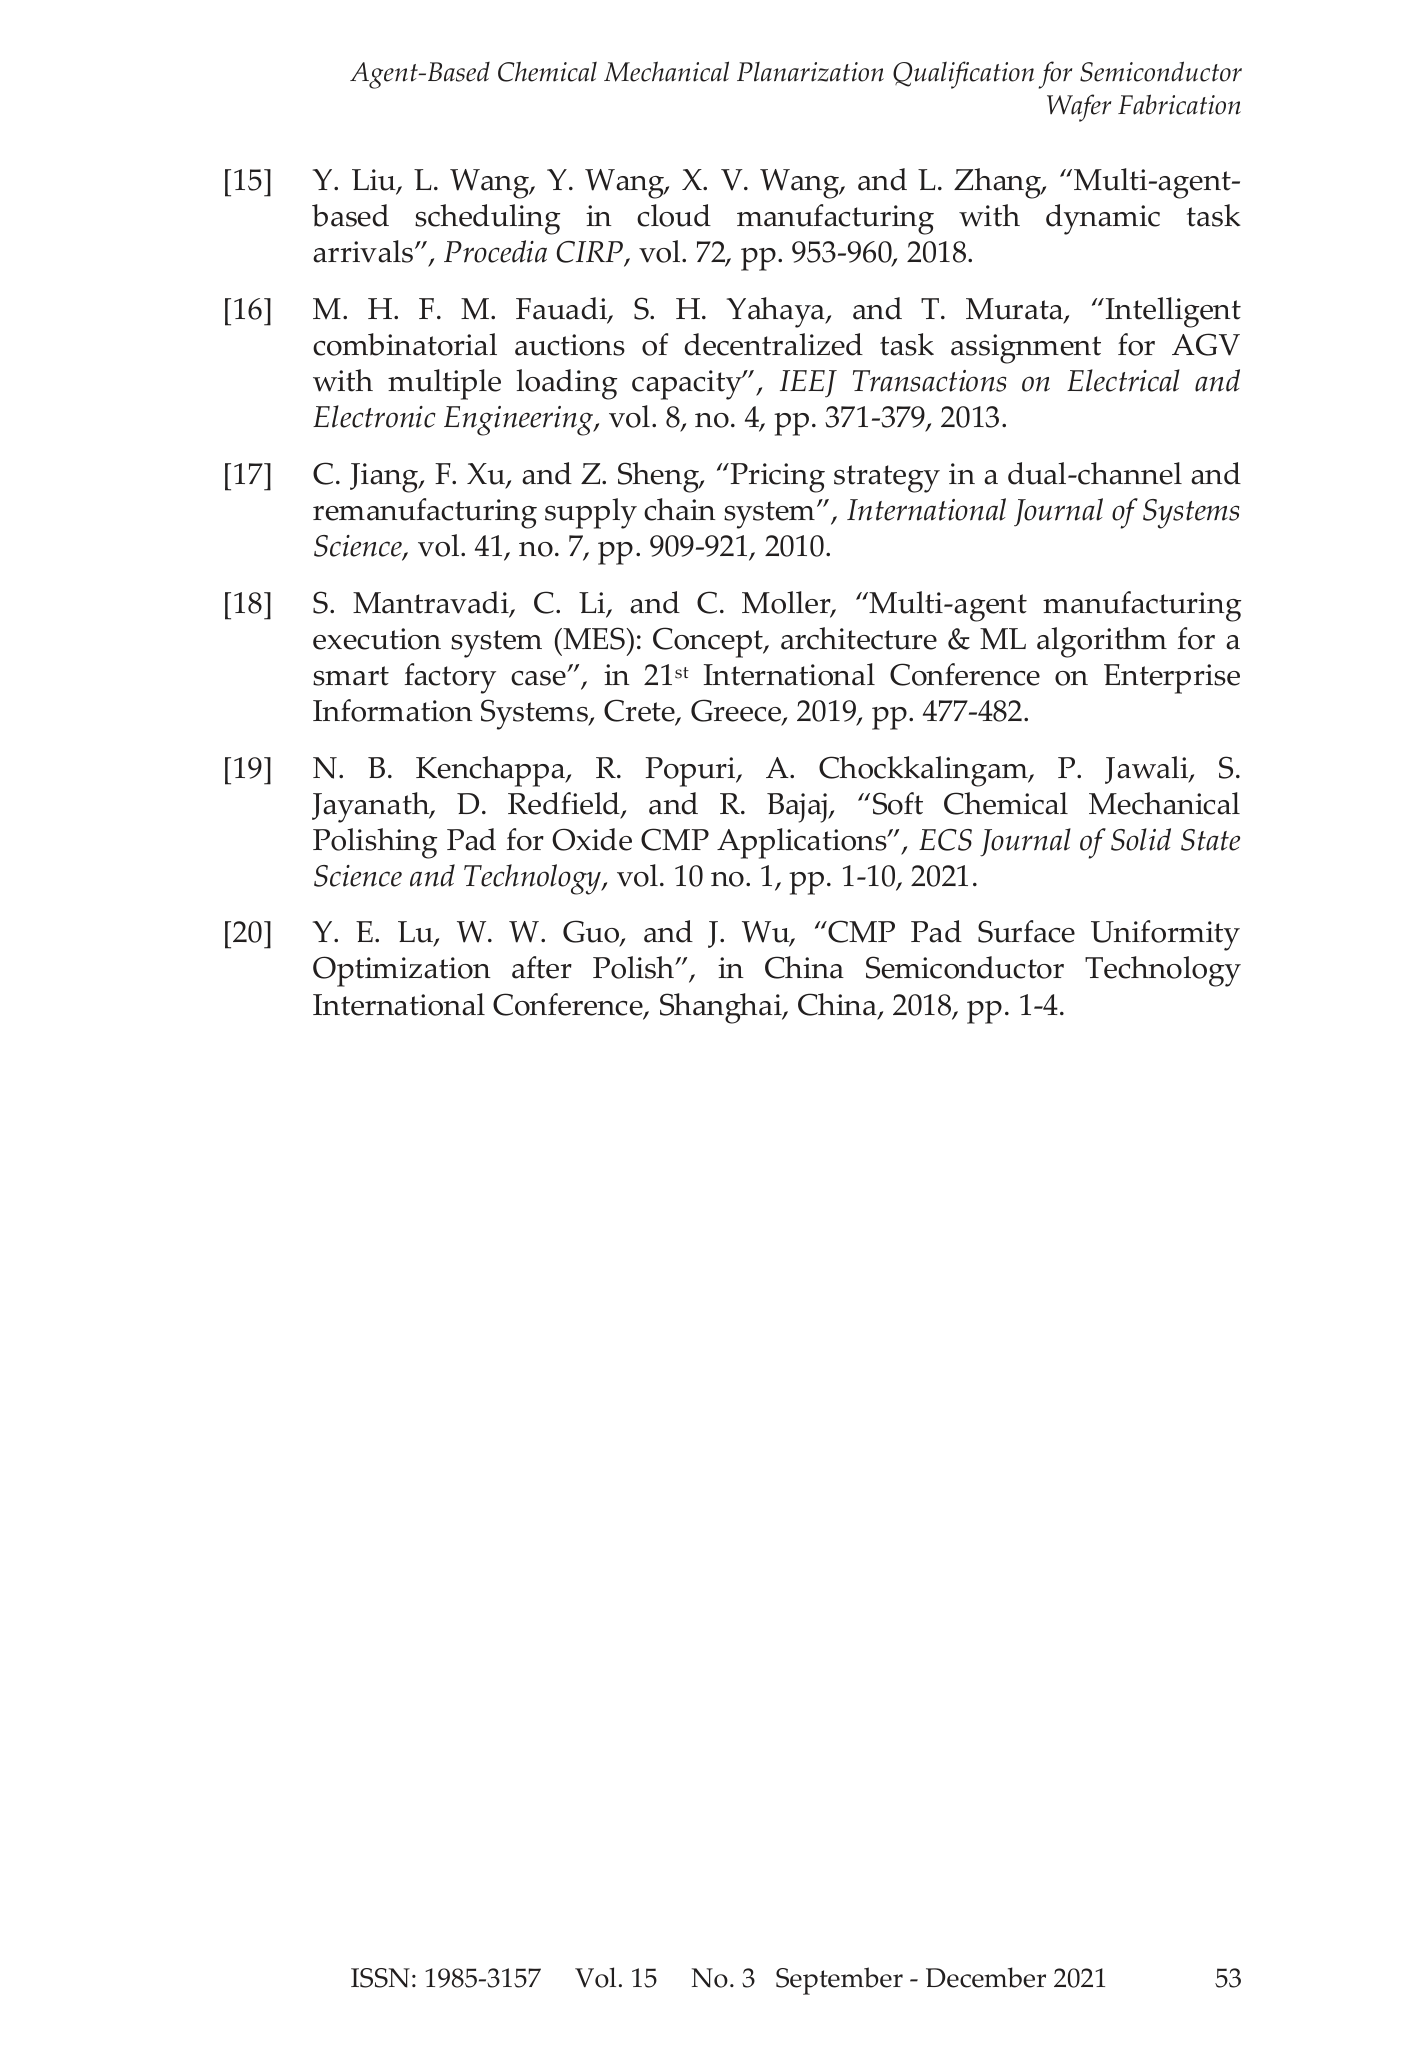 Agent-Based Chemical Mechanical Planarization Qualification for Semiconductor
Wafer Fabrication
[15] Y. Liu, L. Wang, Y. Wang, X. V. Wang, and L. Zhang, “Multi-agent-
based scheduling in cloud manufacturing with dynamic task
arrivals”, Procedia CIRP, vol. 72, pp. 953-960, 2018.
[16] M. H. F. M. Fauadi, S. H. Yahaya, and T. Murata, “Intelligent
combinatorial auctions of decentralized task assignment for AGV
with multiple loading capacity”, IEEJ Transactions on Electrical and
Electronic Engineering, vol. 8, no. 4, pp. 371-379, 2013.
[17] C. Jiang, F. Xu, and Z. Sheng, “Pricing strategy in a dual-channel and
remanufacturing supply chain system”, International Journal of Systems
Science, vol. 41, no. 7, pp. 909-921, 2010.
[18] S. Mantravadi, C. Li, and C. Moller, “Multi-agent manufacturing
execution system (MES): Concept, architecture & ML algorithm for a
smart factory case”, in 21st International Conference on Enterprise
Information Systems, Crete, Greece, 2019, pp. 477-482.
[19] N. B. Kenchappa, R. Popuri, A. Chockkalingam, P. Jawali, S.
Jayanath, D. Redfield, and R. Bajaj, “Soft Chemical Mechanical
Polishing Pad for Oxide CMP Applications”, ECS Journal of Solid State
Science and Technology, vol. 10 no. 1, pp. 1-10, 2021.
[20] Y. E. Lu, W. W. Guo, and J. Wu, “CMP Pad Surface Uniformity
Optimization after Polish”, in China Semiconductor Technology
International Conference, Shanghai, China, 2018, pp. 1-4.
ISSN: 1985-3157 Vol. 15 No. 3 September - December 2021 53